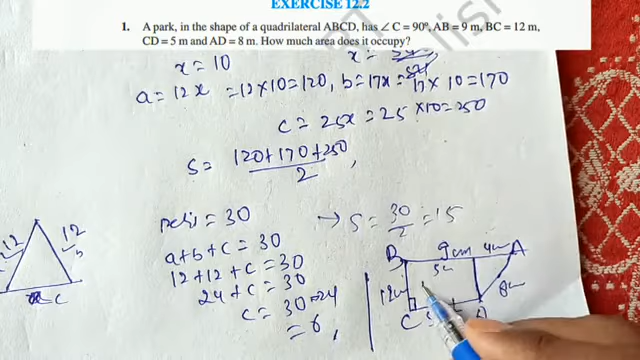 EXERCISE 12.2
1. A park, in the shape of a quadrilateral ABCD, has ∠ C = 90º, AB = 9 m, BC = 12 m,
CD = 5 m and AD = 8 m. How much area does it occupy?
x = 10
a = 12x = 12 × 10 = 120, b = 17x = 17 × 10 = 170
c = 25x = 25 × 10 = 250
s = 120 + 170 + 250
2 ,
peri = 30
→ s = 30/2 = 15
a + b + c = 30
12 + 12 + c = 30
24 + c = 30
c = 30 - 24
= 6,
12
12
b
c
B 9cm 4cm A
5cm
12cm
8cm
C 5
D